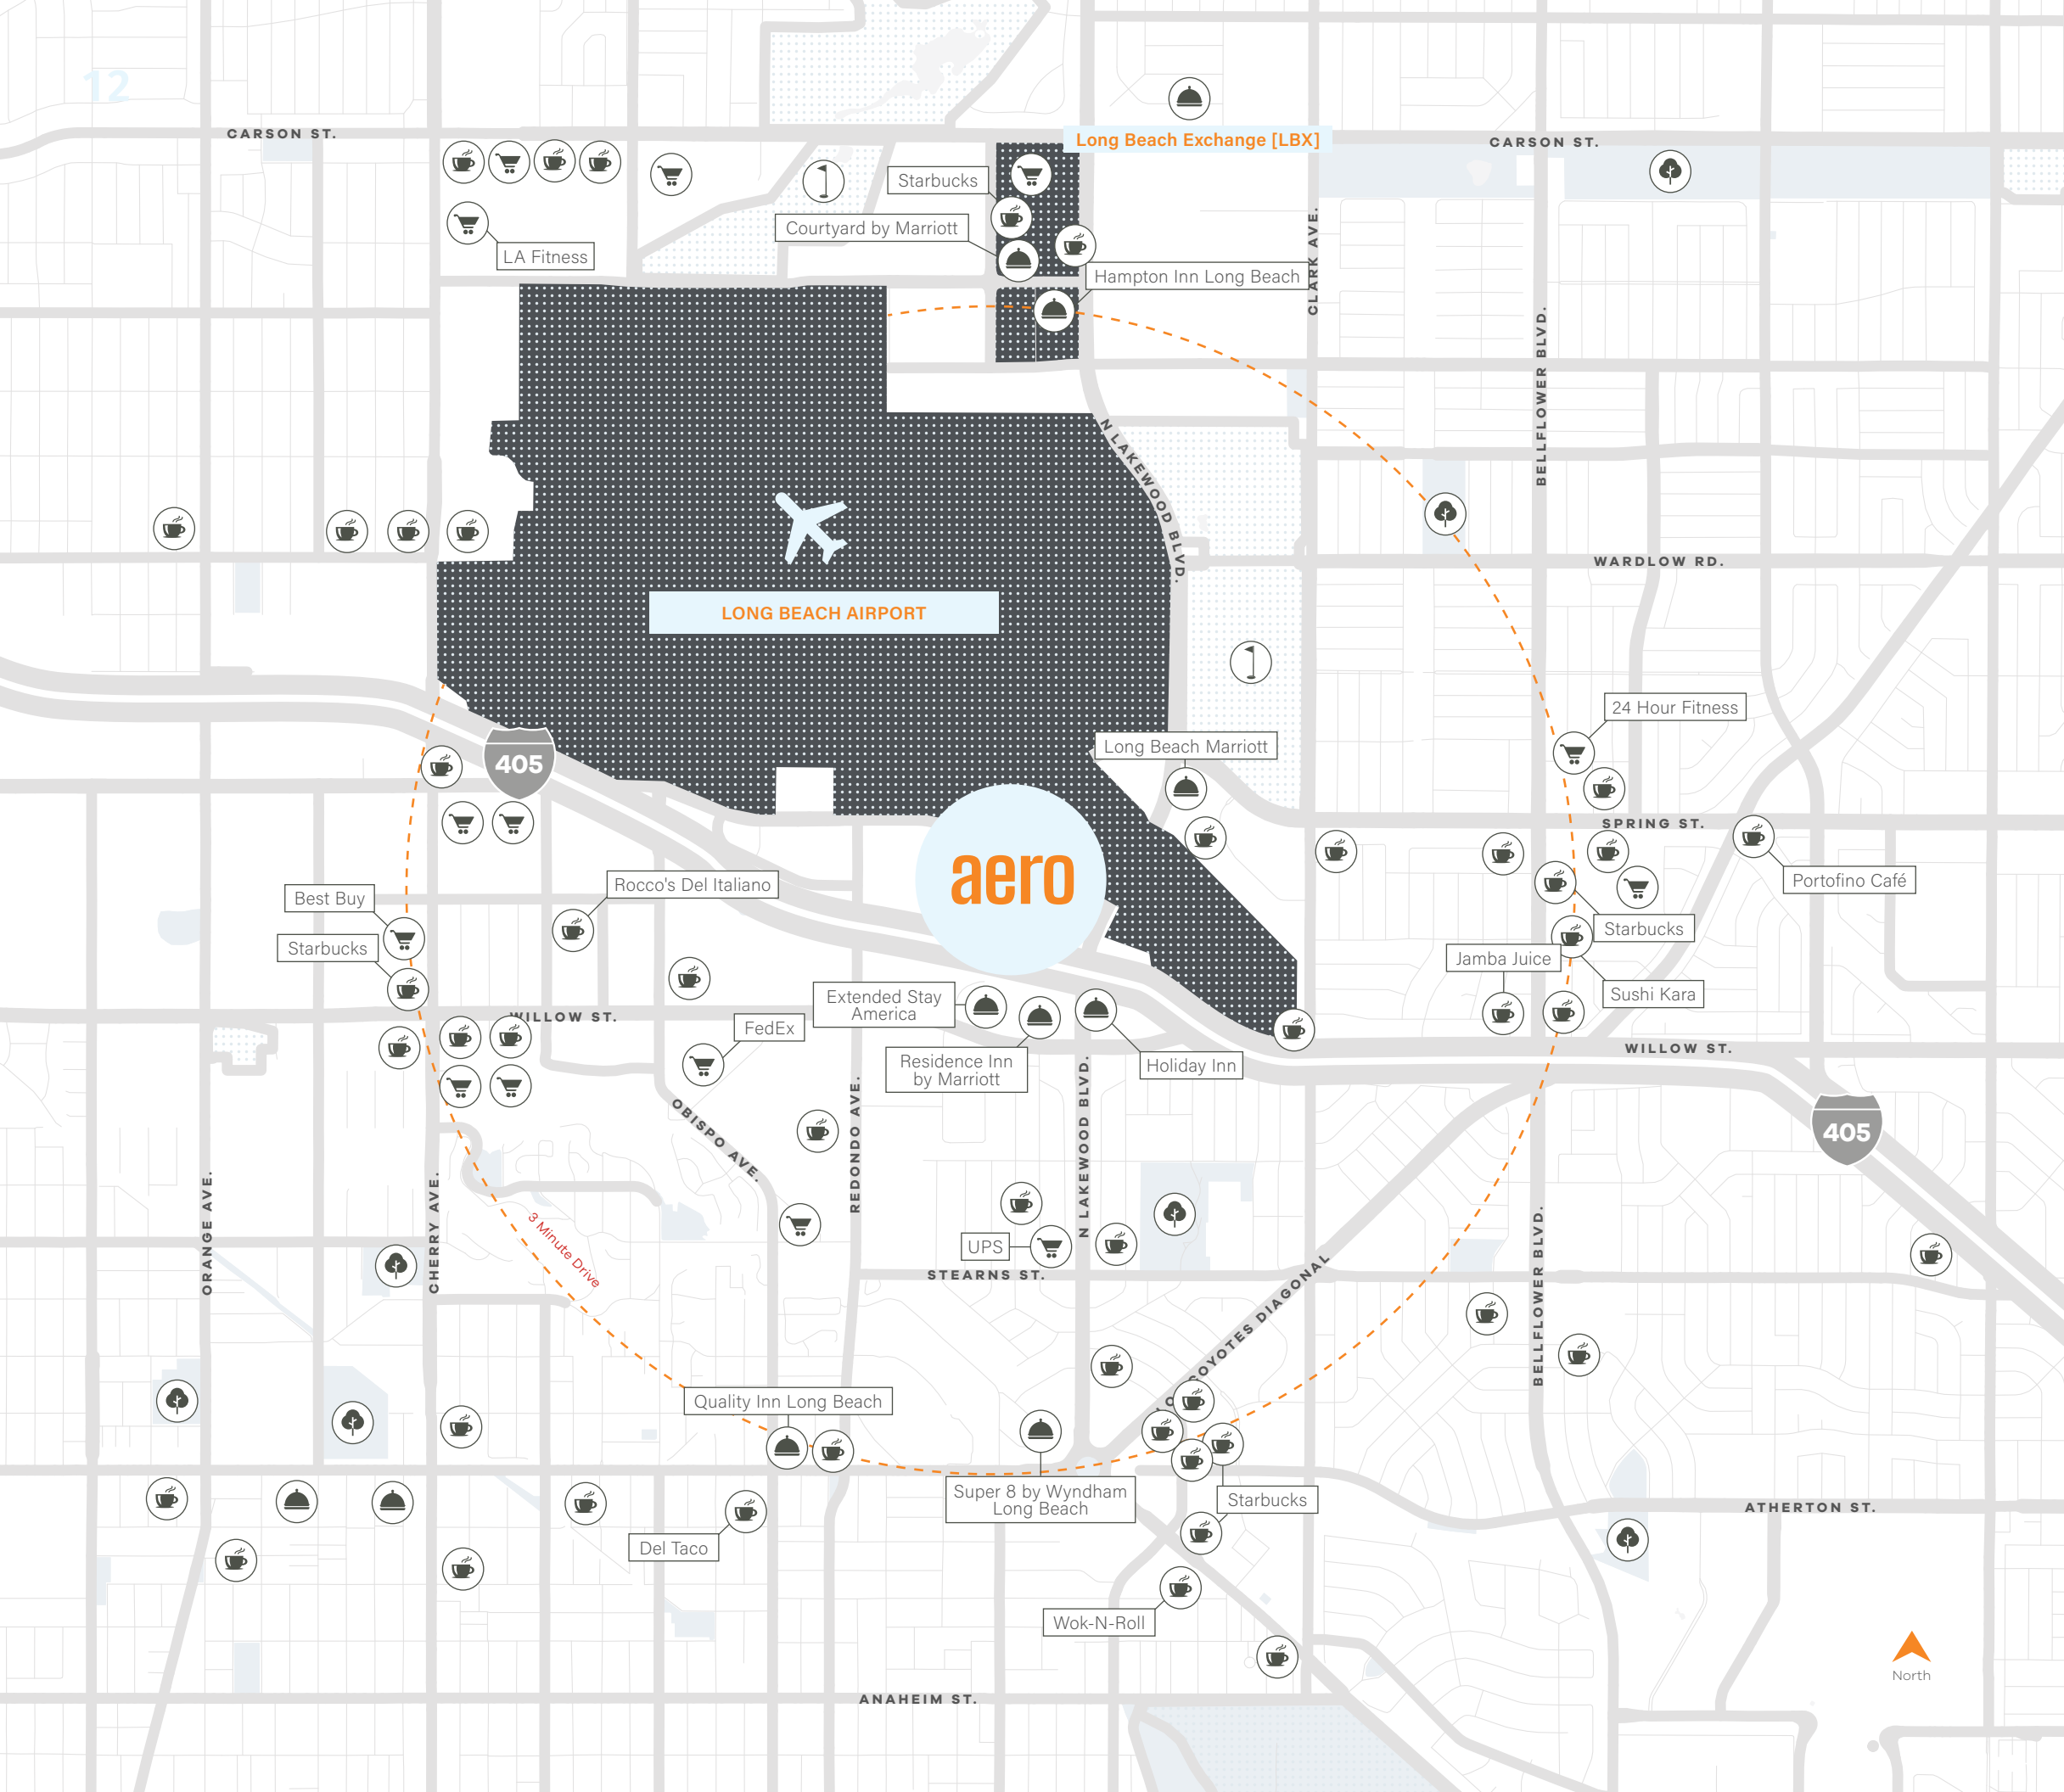 12
CARSON ST.
Long Beach Exchange [LBX]
CARSON ST.
Starbucks
Courtyard by Marriott
LA Fitness
Hampton Inn Long Beach
CLARK AVE.
BELLFLOWER BLVD.
N LAKEWOOD BLVD.
WARDLOW RD.
LONG BEACH AIRPORT
24 Hour Fitness
Long Beach Marriott
405
SPRING ST.
aero
Portofino Café
Rocco's Del Italiano
Best Buy
Starbucks
Starbucks
Jamba Juice
Sushi Kara
Extended Stay
America
WILLOW ST.
FedEx
Residence Inn
by Marriott
Holiday Inn
WILLOW ST.
405
OBISPO AVE.
REDONDO AVE.
N LAKEWOOD BLVD.
ORANGE AVE.
CHERRY AVE.
3 Minute Drive
UPS
STEARNS ST.
BELLFLOWER BLVD.
COYOTES DIAGONAL
Quality Inn Long Beach
Super 8 by Wyndham
Long Beach
Starbucks
ATHERTON ST.
Del Taco
Wok-N-Roll
North
ANAHEIM ST.